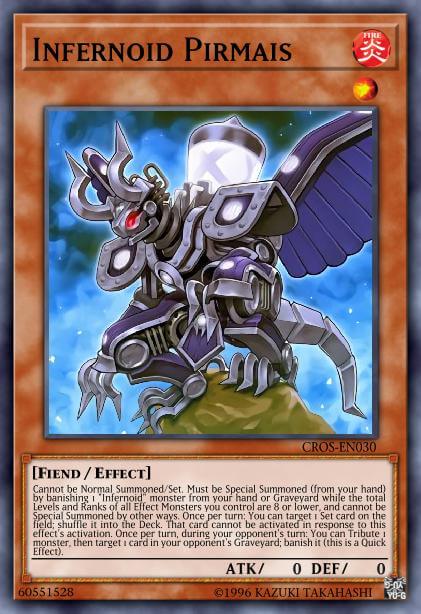 INFERNOID PIRMAIS
FIRE
炎
CROS-EN030
[FIEND / EFFECT]
Cannot be Normal Summoned/Set. Must be Special Summoned (from your hand)
by banishing 1 "Infernoid" monster from your hand or Graveyard while the total
Levels and Ranks of all Effect Monsters you control are 8 or lower, and cannot be
Special Summoned by other ways. Once per turn: You can target 1 Set card on the
field; shuffle it into the Deck. That card cannot be activated in response to this
effect's activation. Once per turn, during your opponent's turn: You can Tribute 1
monster, then target 1 card in your opponent's Graveyard; banish it (this is a Quick
Effect).
ATK/ 0 DEF/ 0
60551528
©1996 KAZUKI TAKAHASHI